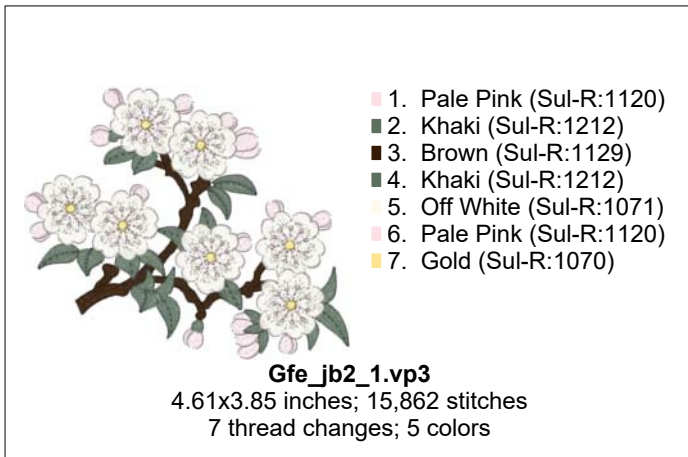 1. Pale Pink (Sul-R:1120)
2. Khaki (Sul-R:1212)
3. Brown (Sul-R:1129)
4. Khaki (Sul-R:1212)
5. Off White (Sul-R:1071)
6. Pale Pink (Sul-R:1120)
7. Gold (Sul-R:1070)
Gfe_jb2_1.vp3
4.61x3.85 inches; 15,862 stitches
7 thread changes; 5 colors